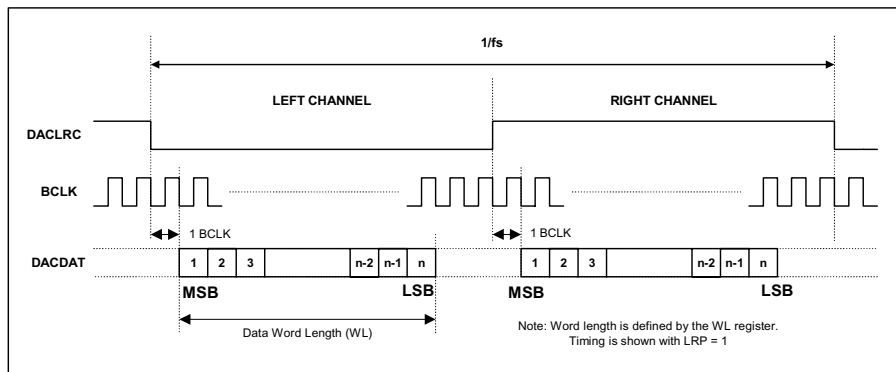 1/fs
LEFT CHANNEL RIGHT CHANNEL
DACLRC
BCLK
1 BCLK 1 BCLK
DACDAT 1 2 3 n-2 n-1 n 1 2 3 n-2 n-1 n
MSB LSB MSB LSB
Data Word Length (WL)
Note: Word length is defined by the WL register.
Timing is shown with LRP = 1